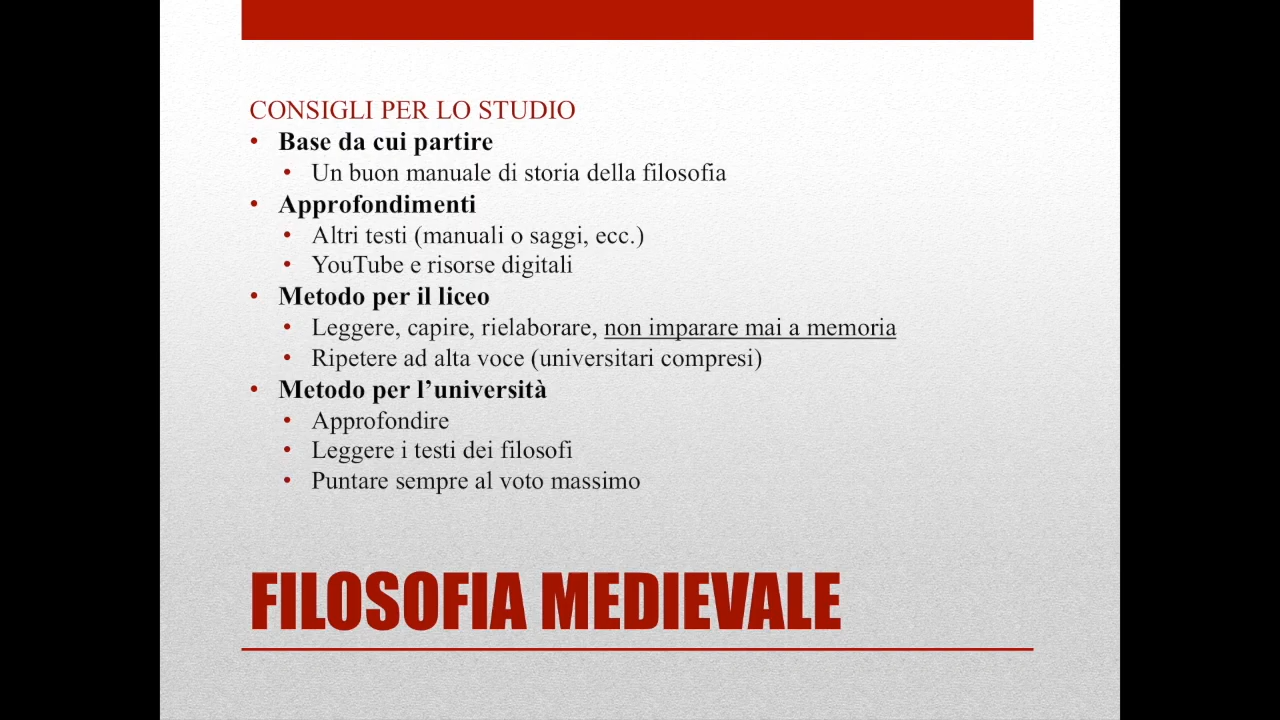 CONSIGLI PER LO STUDIO
• Base da cui partire
• Un buon manuale di storia della filosofia
• Approfondimenti
• Altri testi (manuali o saggi, ecc.)
• YouTube e risorse digitali
• Metodo per il liceo
• Leggere, capire, rielaborare, non imparare mai a memoria
• Ripetere ad alta voce (universitari compresi)
• Metodo per l’università
• Approfondire
• Leggere i testi dei filosofi
• Puntare sempre al voto massimo
FILOSOFIA MEDIEVALE